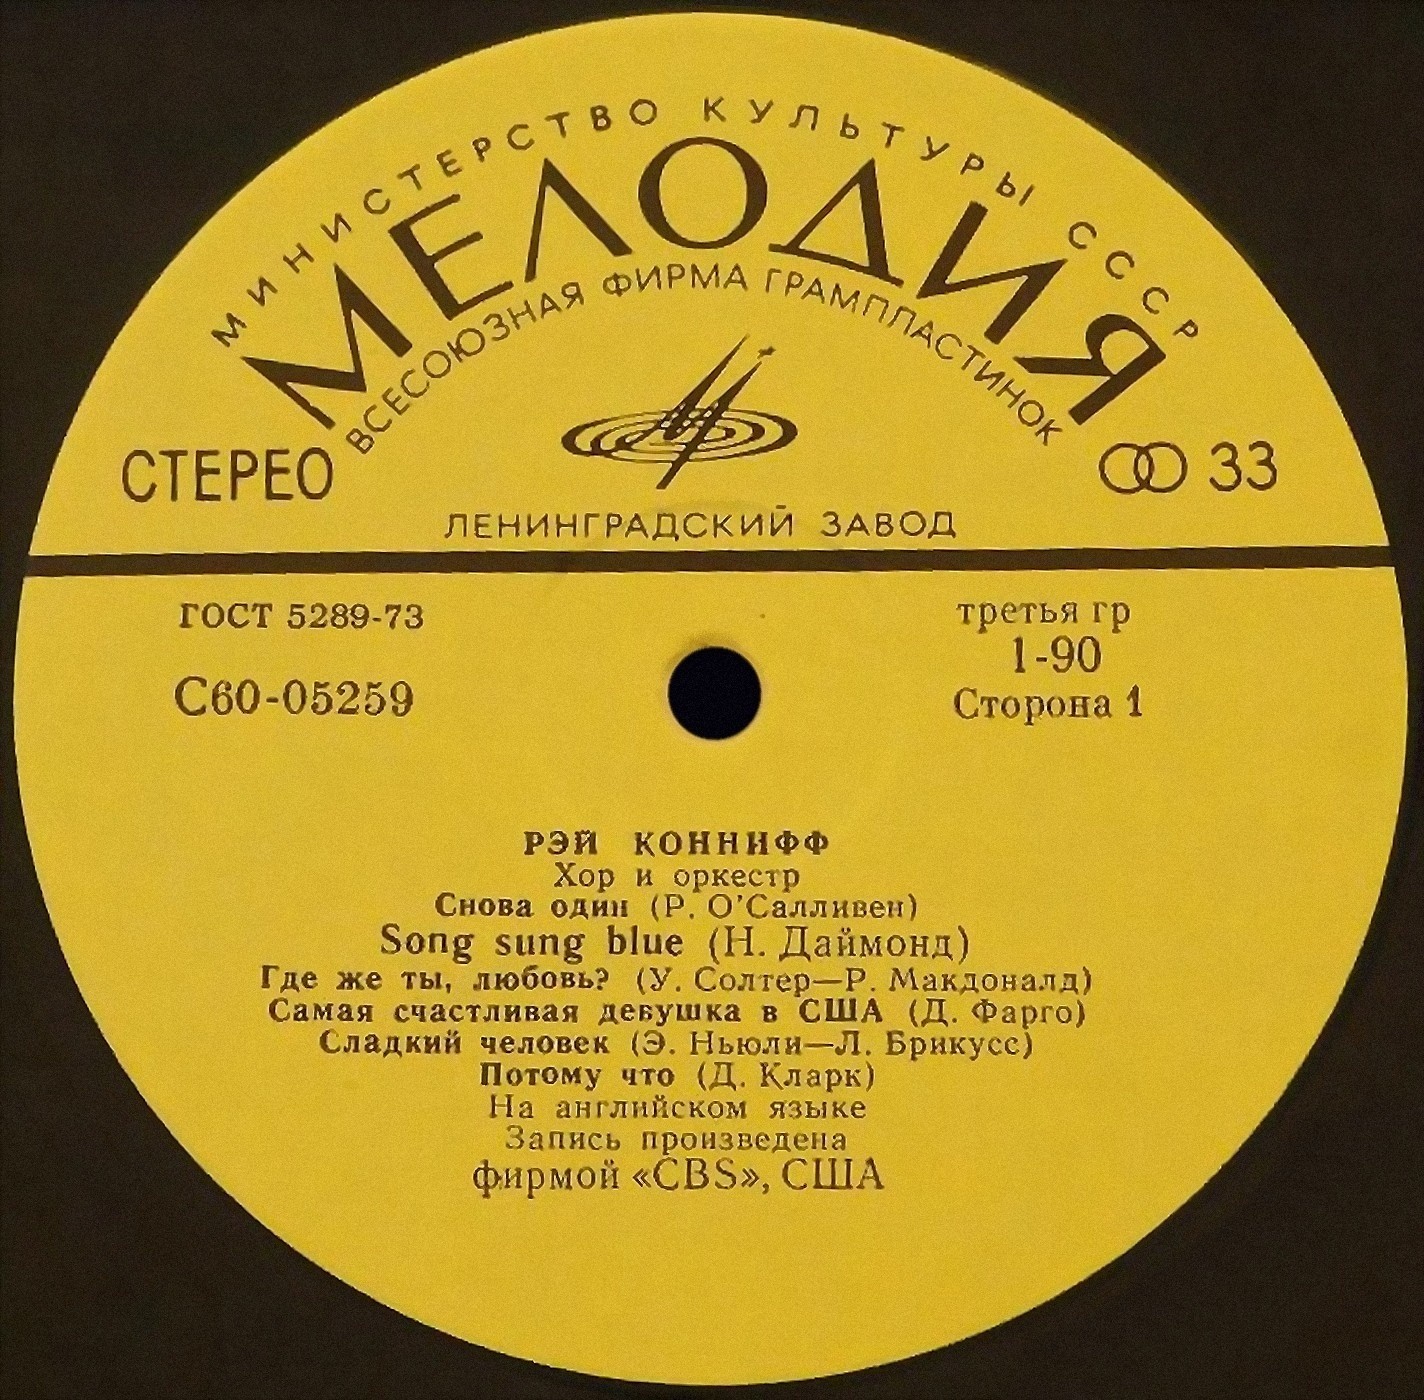 МИНИСТЕРСТВО КУЛЬТУРЫ СССР
МЕЛОДИЯ
ВСЕСОЮЗНАЯ ФИРМА ГРАМПЛАСТИНОК
СТЕРЕО
33
ЛЕНИНГРАДСКИЙ ЗАВОД
ГОСТ 5289-73
третья гр
1-90
С60-05259
Сторона 1
РЭЙ КОННИФФ
Хор и оркестр
Снова один (Р. О'Салливен)
Song sung blue (Н. Даймонд)
Где же ты, любовь? (У. Солтер—Р. Макдоналд)
Самая счастливая девушка в США (Д. Фарго)
Сладкий человек (Э. Ньюли—Л. Брикусс)
Потому что (Д. Кларк)
На английском языке
Запись произведена
фирмой «CBS», США